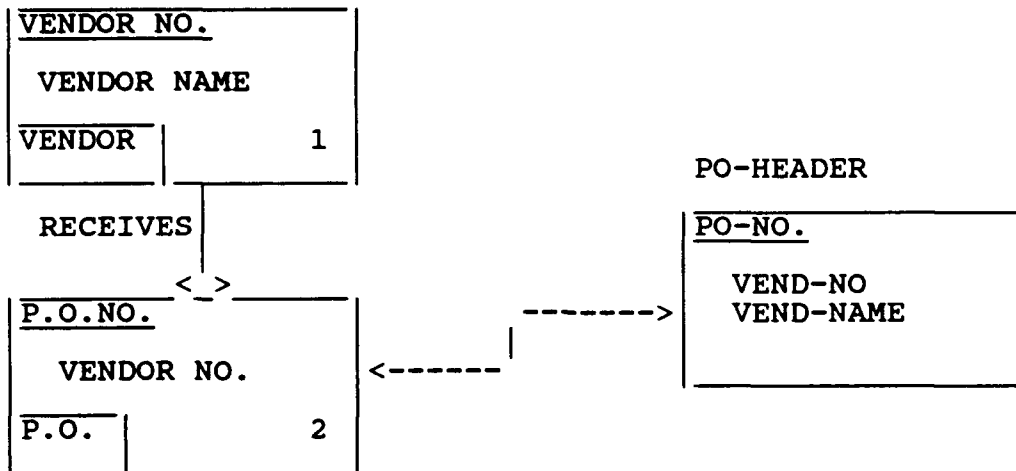 VENDOR NO.
VENDOR NAME
VENDOR 1
RECEIVES
P.O.NO.
VENDOR NO.
P.O. 2
PO-HEADER
PO-NO.
VEND-NO
VEND-NAME